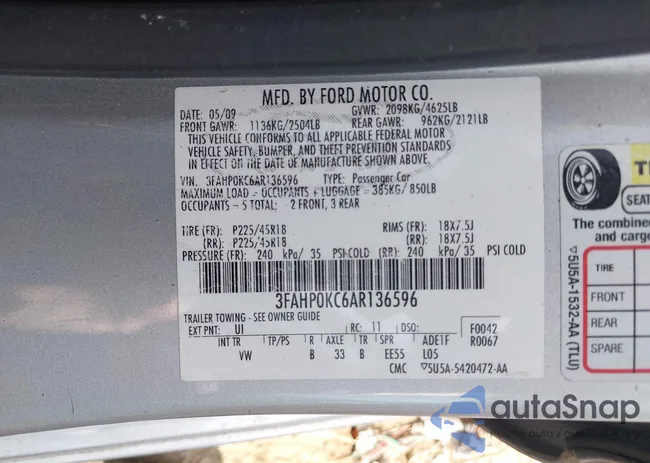 MFD. BY FORD MOTOR CO.
DATE: 05/09 GVWR: 2098KG/4625LB
FRONT GAWR: 1136KG/2504LB REAR GAWR: 962KG/2121LB
THIS VEHICLE CONFORMS TO ALL APPLICABLE FEDERAL MOTOR
VEHICLE SAFETY, BUMPER, AND THEFT PREVENTION STANDARDS
IN EFFECT ON THE DATE OF MANUFACTURE SHOWN ABOVE.
VIN: 3FAHP0KC6AR136596 TYPE: Passenger Car
MAXIMUM LOAD = OCCUPANTS + LUGGAGE = 385KG/ 850LB
OCCUPANTS - 5 TOTAL: 2 FRONT, 3 REAR
TIRE (FR): P225/45R18 RIMS (FR): 18X7.5J
(RR): P225/45R18 (RR): 18X7.5J
PRESSURE (FR): 240 kPa/ 35 PSI COLD (RR): 240 kPa/ 35 PSI COLD
3FAHP0KC6AR136596
TRAILER TOWING - SEE OWNER GUIDE
EXT PNT: UI RC: 11 DSO: F0042
INT TR TP/PS R AXLE TR SPR ADE1F R0067
VW B 33 B EE55 L05
CMC ▽5U5A-5420472-AA
SEAT
The combined
and cargo
TIRE
FRONT
REAR
SPARE
▽5U5A-1532-AA (TLU)
autaSnap